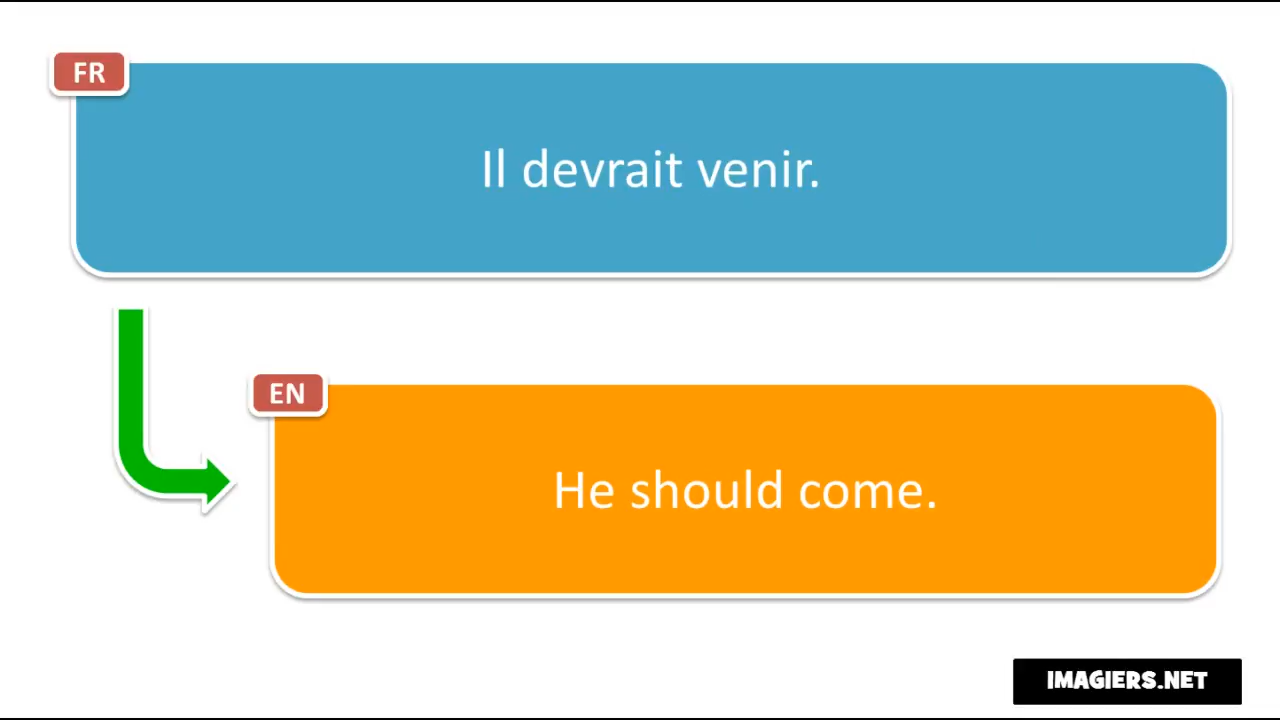 FR
Il devrait venir.
EN
He should come.
IMAGIERS.NET